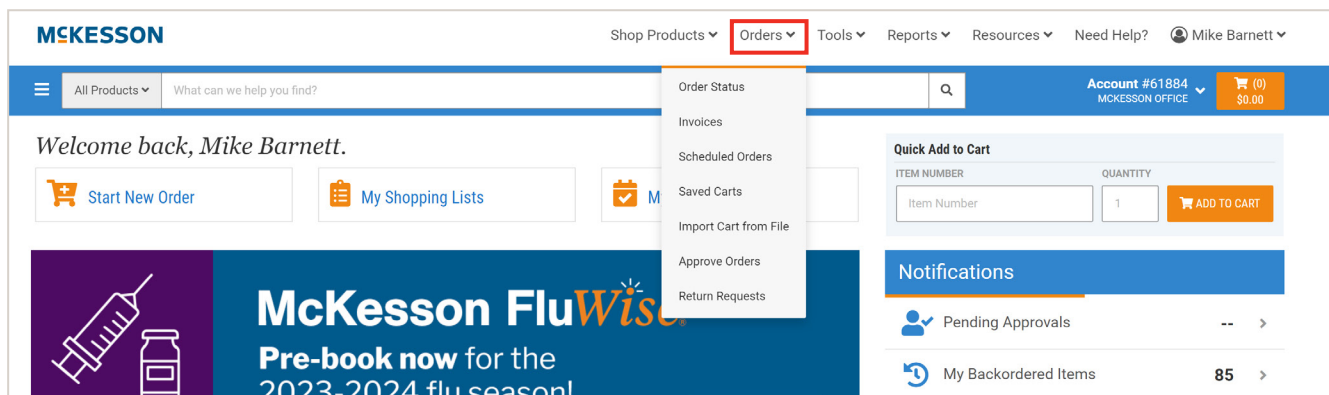 MCKESSON
Shop Products Orders Tools Reports Resources Need Help? Mike Barnett
All Products What can we help you find?
Account #61884
MCKESSON OFFICE
(0)
$0.00
Order Status
Invoices
Scheduled Orders
Saved Carts
Import Cart from File
Approve Orders
Return Requests
Welcome back, Mike Barnett.
Start New Order
My Shopping Lists
M
Quick Add to Cart
ITEM NUMBER QUANTITY
Item Number 1 ADD TO CART
McKesson FluWise®
Pre-book now for the
2023-2024 flu season!
Notifications
Pending Approvals --
My Backordered Items 85